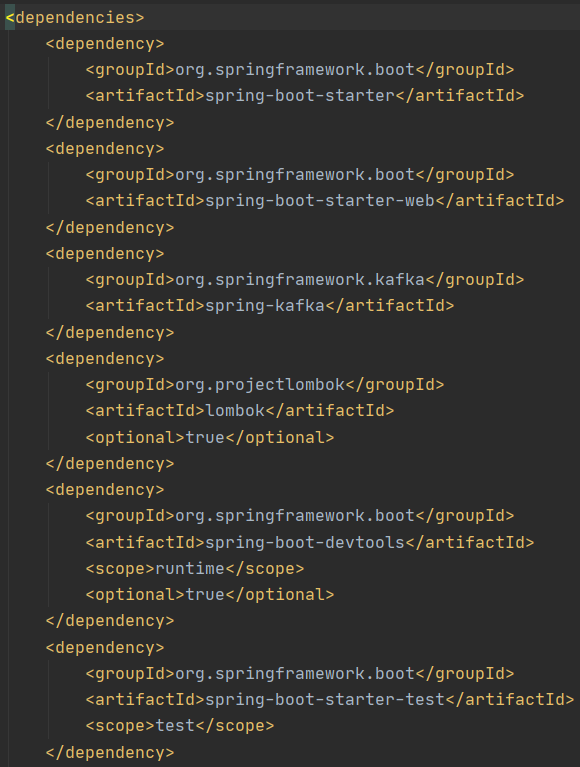 <dependencies>
<dependency>
<groupId>org.springframework.boot</groupId>
<artifactId>spring-boot-starter</artifactId>
</dependency>
<dependency>
<groupId>org.springframework.boot</groupId>
<artifactId>spring-boot-starter-web</artifactId>
</dependency>
<dependency>
<groupId>org.springframework.kafka</groupId>
<artifactId>spring-kafka</artifactId>
</dependency>
<dependency>
<groupId>org.projectlombok</groupId>
<artifactId>lombok</artifactId>
<optional>true</optional>
</dependency>
<dependency>
<groupId>org.springframework.boot</groupId>
<artifactId>spring-boot-devtools</artifactId>
<scope>runtime</scope>
<optional>true</optional>
</dependency>
<dependency>
<groupId>org.springframework.boot</groupId>
<artifactId>spring-boot-starter-test</artifactId>
<scope>test</scope>
</dependency>